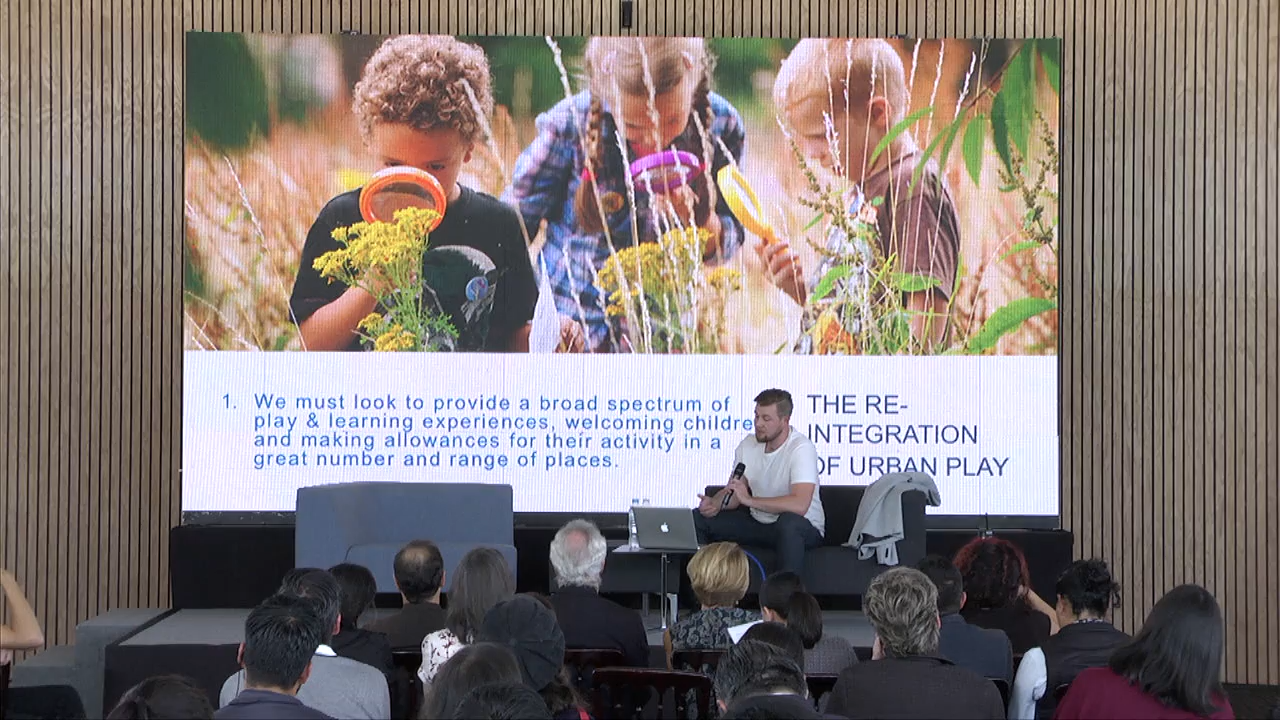 1. We must look to provide a broad spectrum of
play & learning experiences, welcoming childre
and making allowances for their activity in a
great number and range of places.
THE RE-
INTEGRATION
OF URBAN PLAY